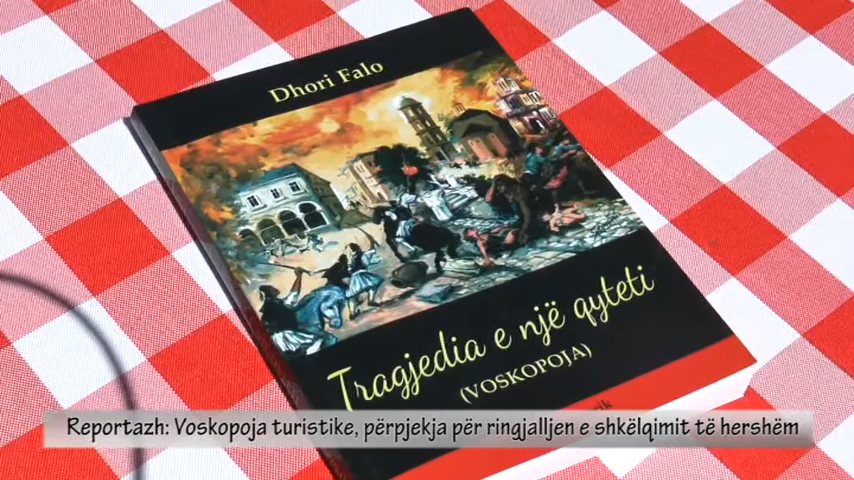 Dhori Falo
Tragjedia e një qyteti
(VOSKOPOJA)
Reportazh: Voskopoja turistike, përpjekja për ringjalljen e shkëlqimit të hershëm